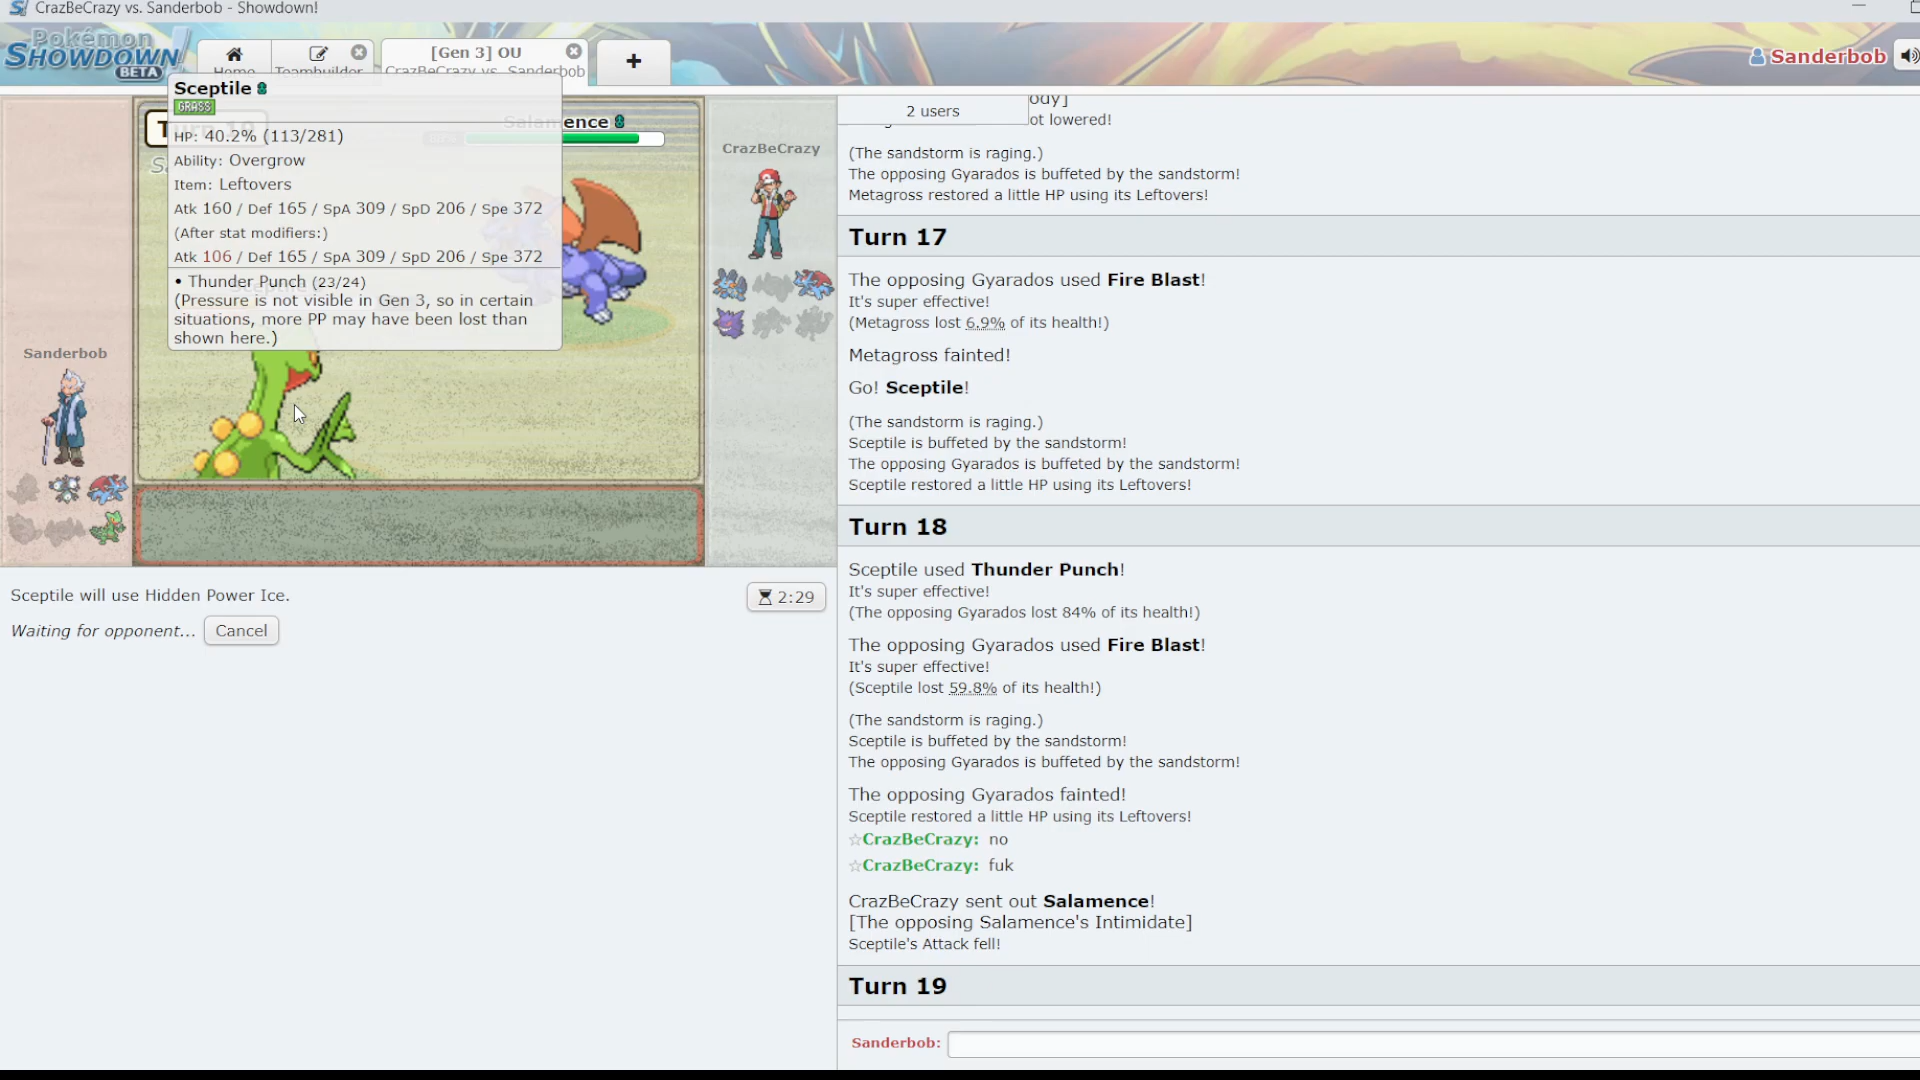 CrazBeCrazy vs. Sanderbob - Showdown!
Pokémon
SHOWDOWN!
BETA
Home
Teambuilder
[Gen 3] OU
CrazBeCrazy vs. Sanderbob
+
Sanderbob
Sceptile
GRASS
HP: 40.2% (113/281)
Ability: Overgrow
Item: Leftovers
Atk 160 / Def 165 / SpA 309 / SpD 206 / Spe 372
(After stat modifiers:)
Atk 106 / Def 165 / SpA 309 / SpD 206 / Spe 372
• Thunder Punch (23/24)
(Pressure is not visible in Gen 3, so in certain
situations, more PP may have been lost than
shown here.)
Salamence
CrazBeCrazy
Sanderbob
Sceptile will use Hidden Power Ice.
2:29
Waiting for opponent... Cancel
2 users
ody]
ot lowered!
(The sandstorm is raging.)
The opposing Gyarados is buffeted by the sandstorm!
Metagross restored a little HP using its Leftovers!
Turn 17
The opposing Gyarados used Fire Blast!
It's super effective!
(Metagross lost 6.9% of its health!)
Metagross fainted!
Go! Sceptile!
(The sandstorm is raging.)
Sceptile is buffeted by the sandstorm!
The opposing Gyarados is buffeted by the sandstorm!
Sceptile restored a little HP using its Leftovers!
Turn 18
Sceptile used Thunder Punch!
It's super effective!
(The opposing Gyarados lost 84% of its health!)
The opposing Gyarados used Fire Blast!
It's super effective!
(Sceptile lost 59.8% of its health!)
(The sandstorm is raging.)
Sceptile is buffeted by the sandstorm!
The opposing Gyarados is buffeted by the sandstorm!
The opposing Gyarados fainted!
Sceptile restored a little HP using its Leftovers!
☆CrazBeCrazy: no
☆CrazBeCrazy: fuk
CrazBeCrazy sent out Salamence!
[The opposing Salamence's Intimidate]
Sceptile's Attack fell!
Turn 19
Sanderbob: